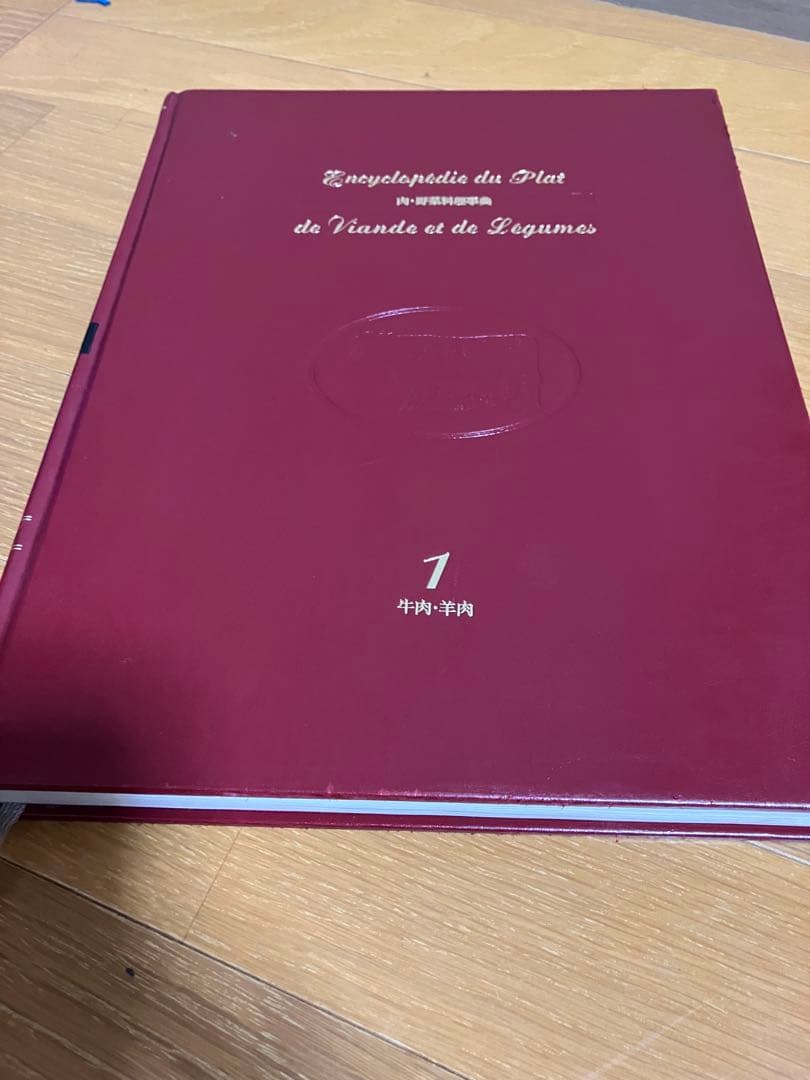 Encyclopédie du Plat
肉・野菜料理事典
de Viande et de Légumes
1
牛肉・羊肉